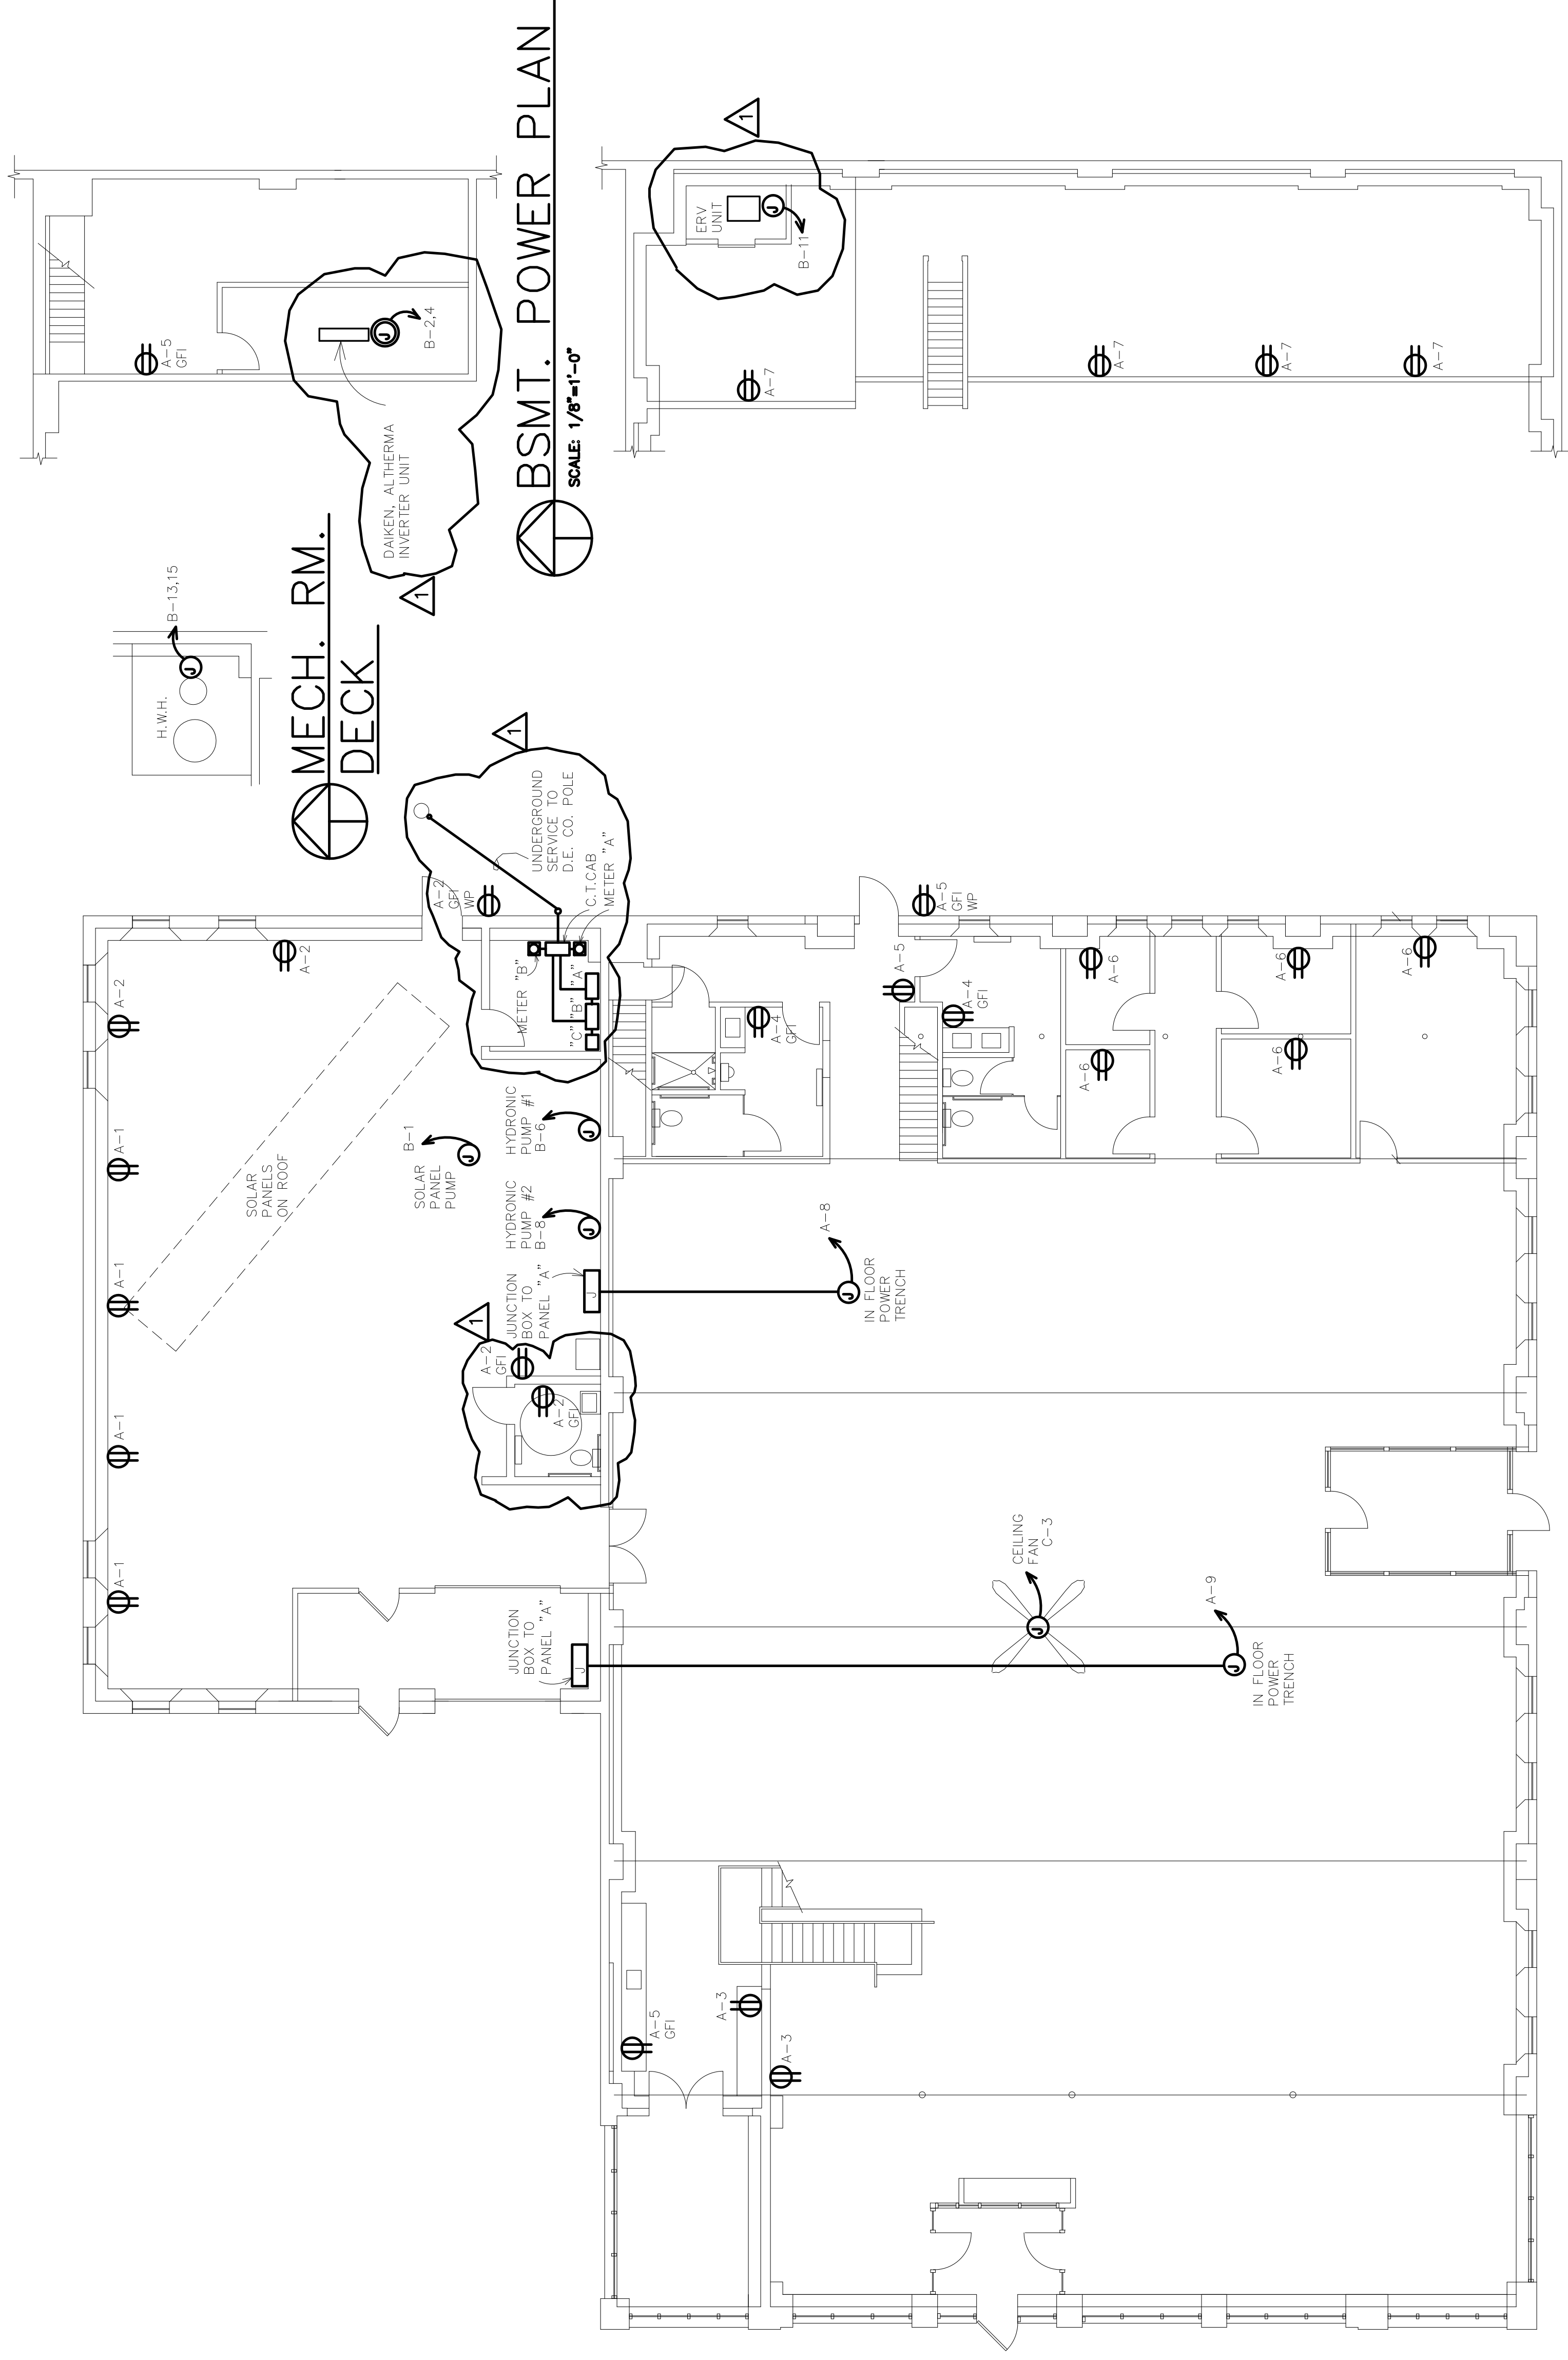 BSMT. POWER PLAN
SCALE: 1/8"=1'-0"
A-5
GFI
B-2,4
DAIKEN, ALTHERMA
INVERTER UNIT
1
MECH. RM.
DECK
H.W.H.
J
B-13,15
J
ERV
UNIT
J
B-11
1
A-7
A-7
A-7
A-7
A-1
A-1
A-1
A-1
A-2
A-2
SOLAR
PANELS
ON ROOF
B-1
SOLAR
PANEL
PUMP
J
HYDRONIC
PUMP #1
B-6
J
HYDRONIC
PUMP #2
B-8
J
JUNCTION
BOX TO
PANEL "A"
J
1
A-2
GFI
A-2
GFI
JUNCTION
BOX TO
PANEL "A"
J
A-2
GFI
WP
UNDERGROUND
SERVICE TO
D.E. CO. POLE
C.T.CAB
METER "A"
METER "B"
"C" "B" "A"
1
A-4
GFI
A-5
A-5
GFI
WP
A-4
GFI
A-6
A-6
A-6
A-6
A-6
A-8
J
IN FLOOR
POWER
TRENCH
CEILING
FAN
C-3
J
A-9
J
IN FLOOR
POWER
TRENCH
A-5
GFI
A-3
A-3